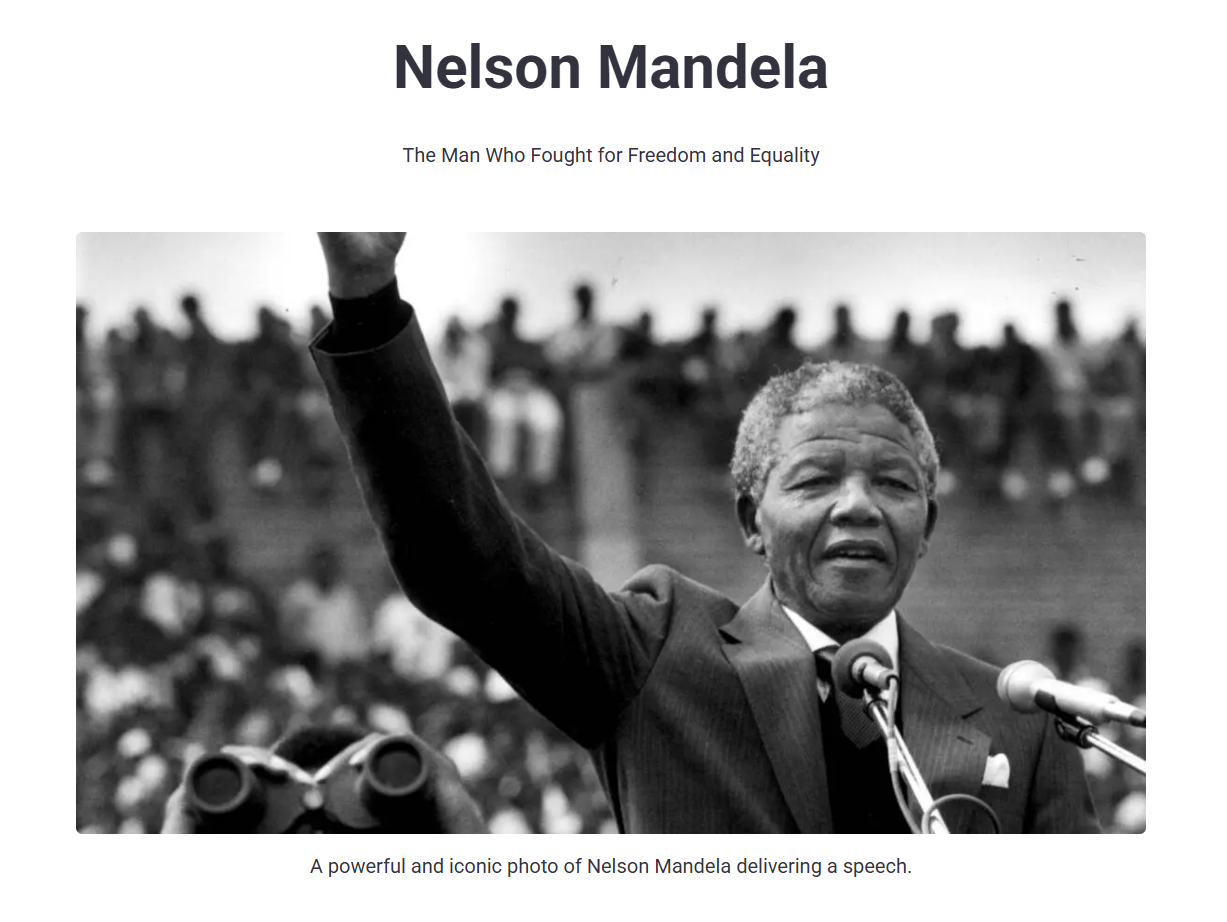 Nelson Mandela
The Man Who Fought for Freedom and Equality
A powerful and iconic photo of Nelson Mandela delivering a speech.